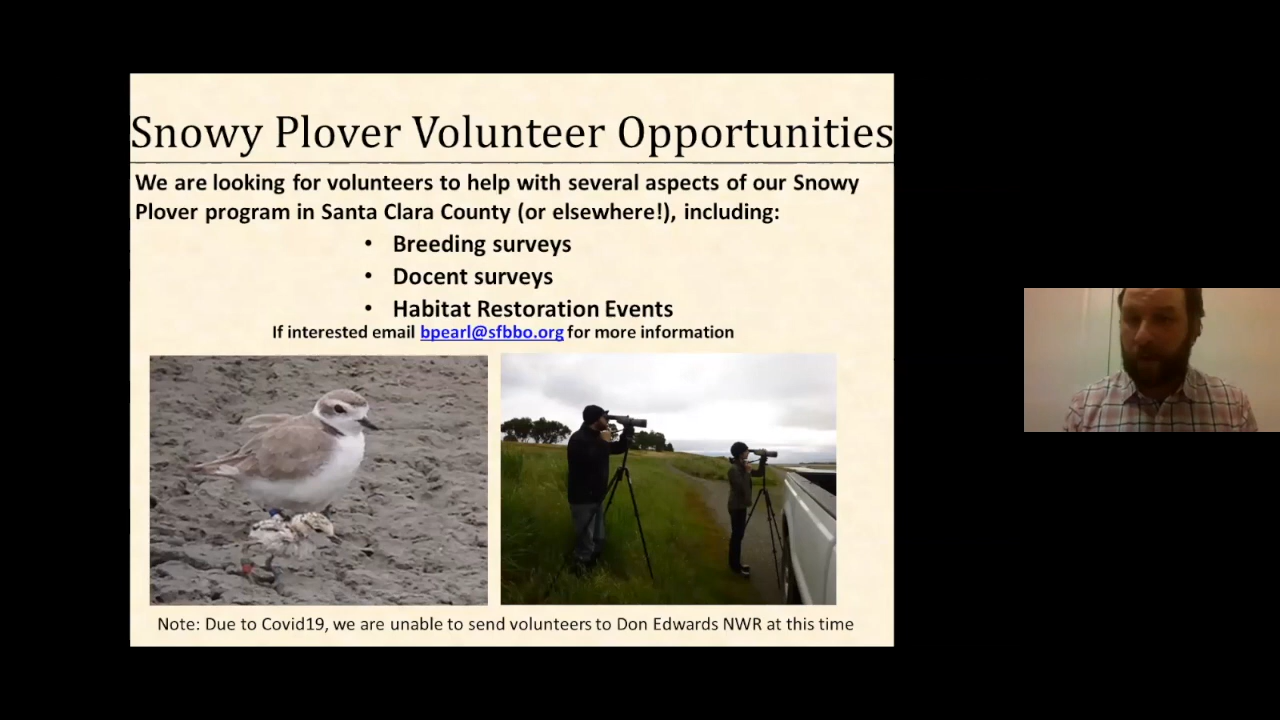 Snowy Plover Volunteer Opportunities
We are looking for volunteers to help with several aspects of our Snowy
Plover program in Santa Clara County (or elsewhere!), including:
• Breeding surveys
• Docent surveys
• Habitat Restoration Events
If interested email bpearl@sfbbo.org for more information
Note: Due to Covid19, we are unable to send volunteers to Don Edwards NWR at this time